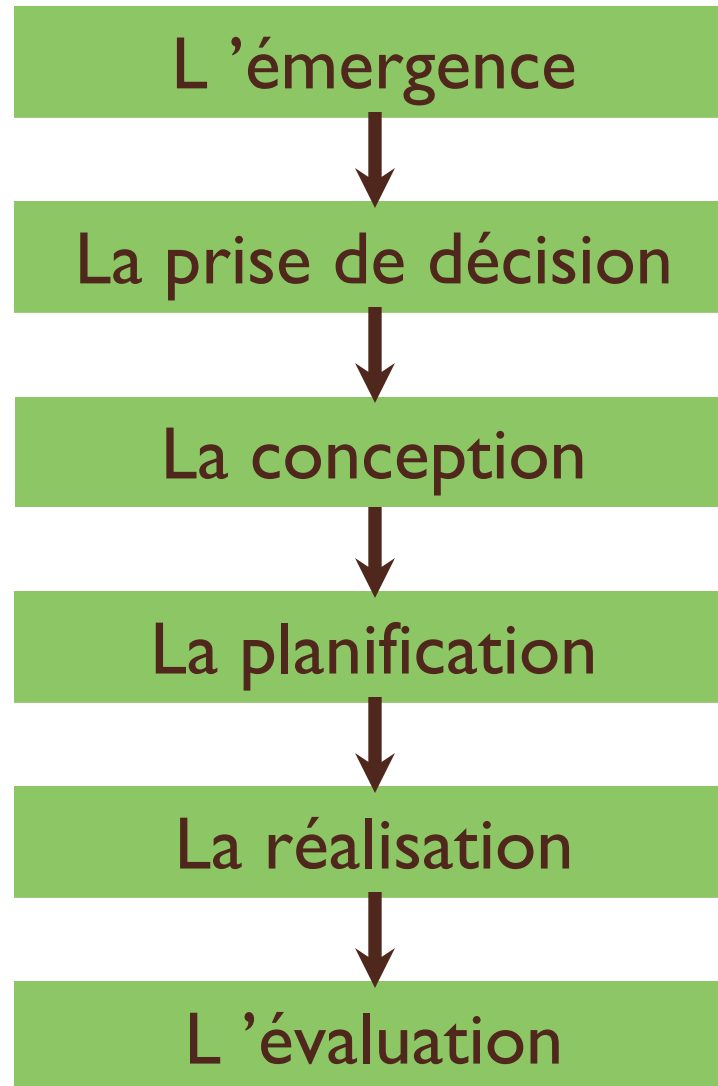 L ’émergence
La prise de décision
La conception
La planification
La réalisation
L ’évaluation